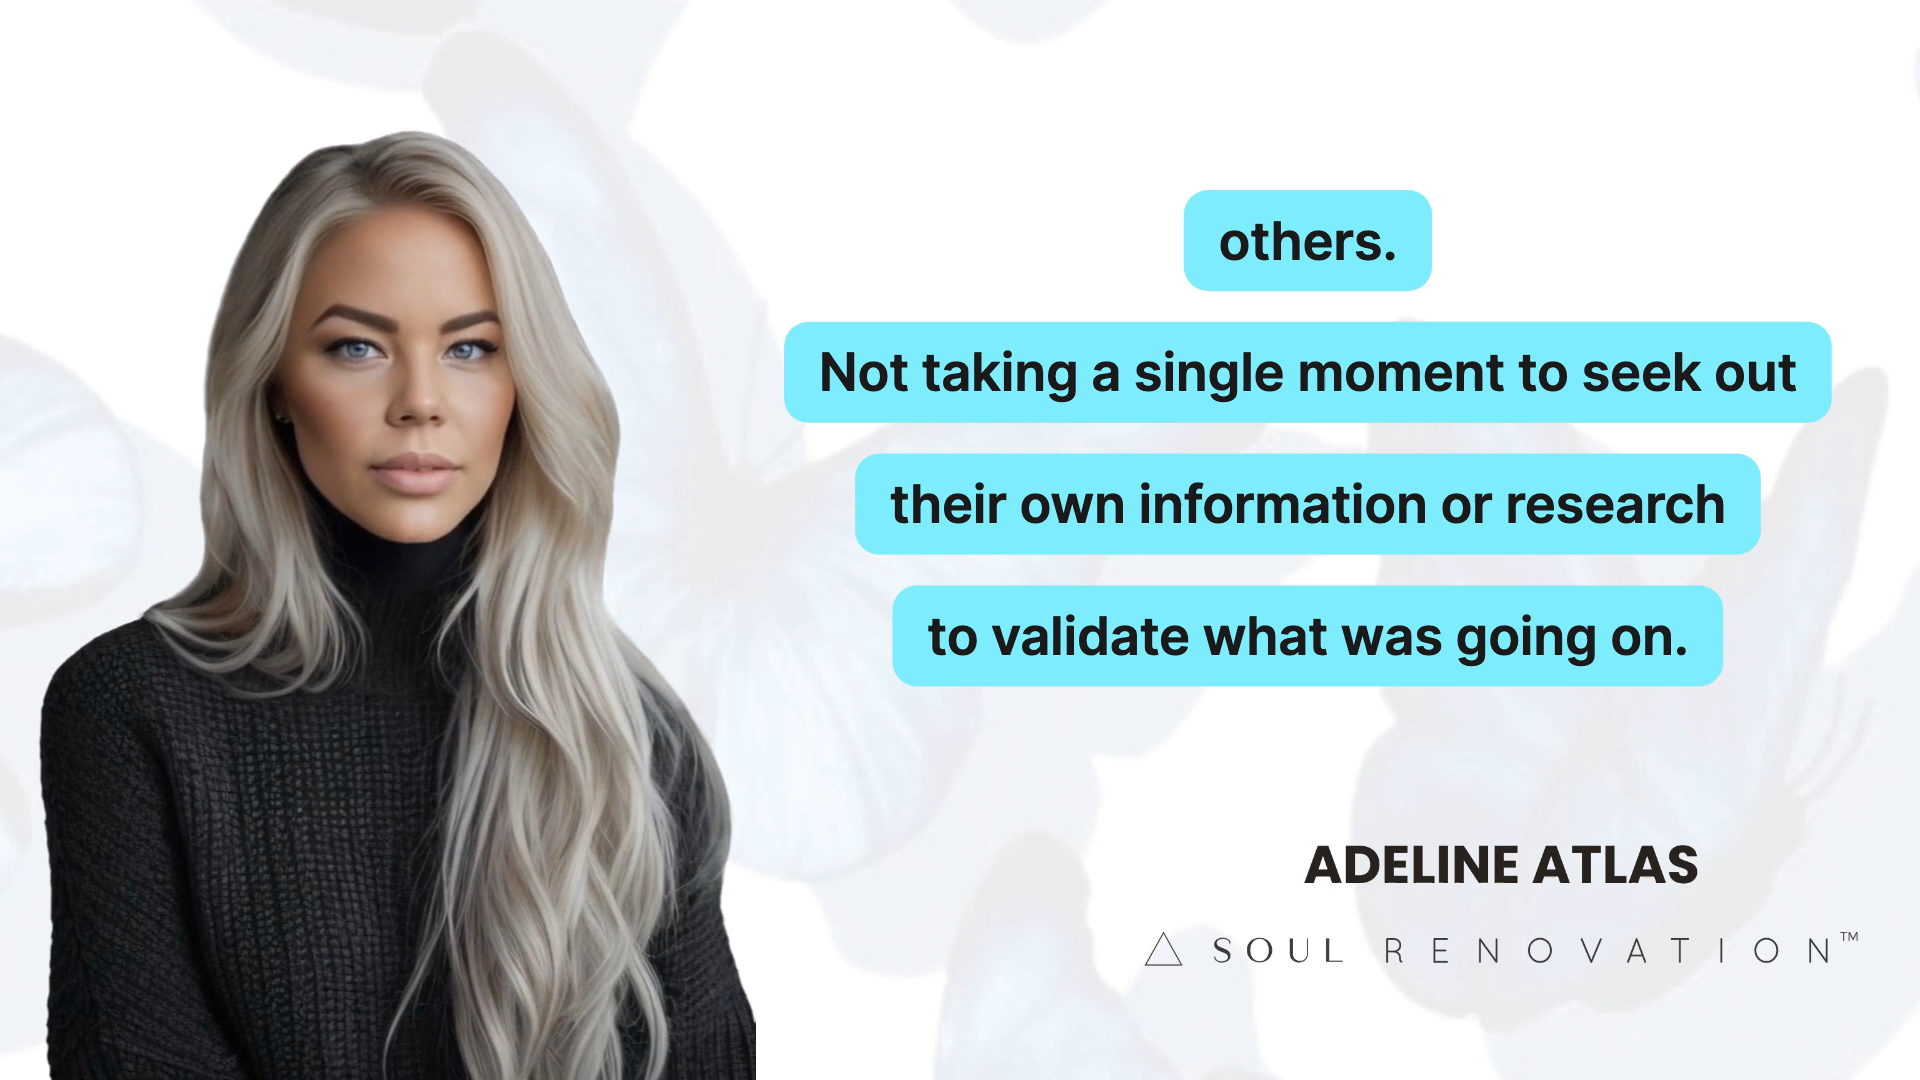 others.
Not taking a single moment to seek out
their own information or research
to validate what was going on.
ADELINE ATLAS
SOUL RENOVATION™